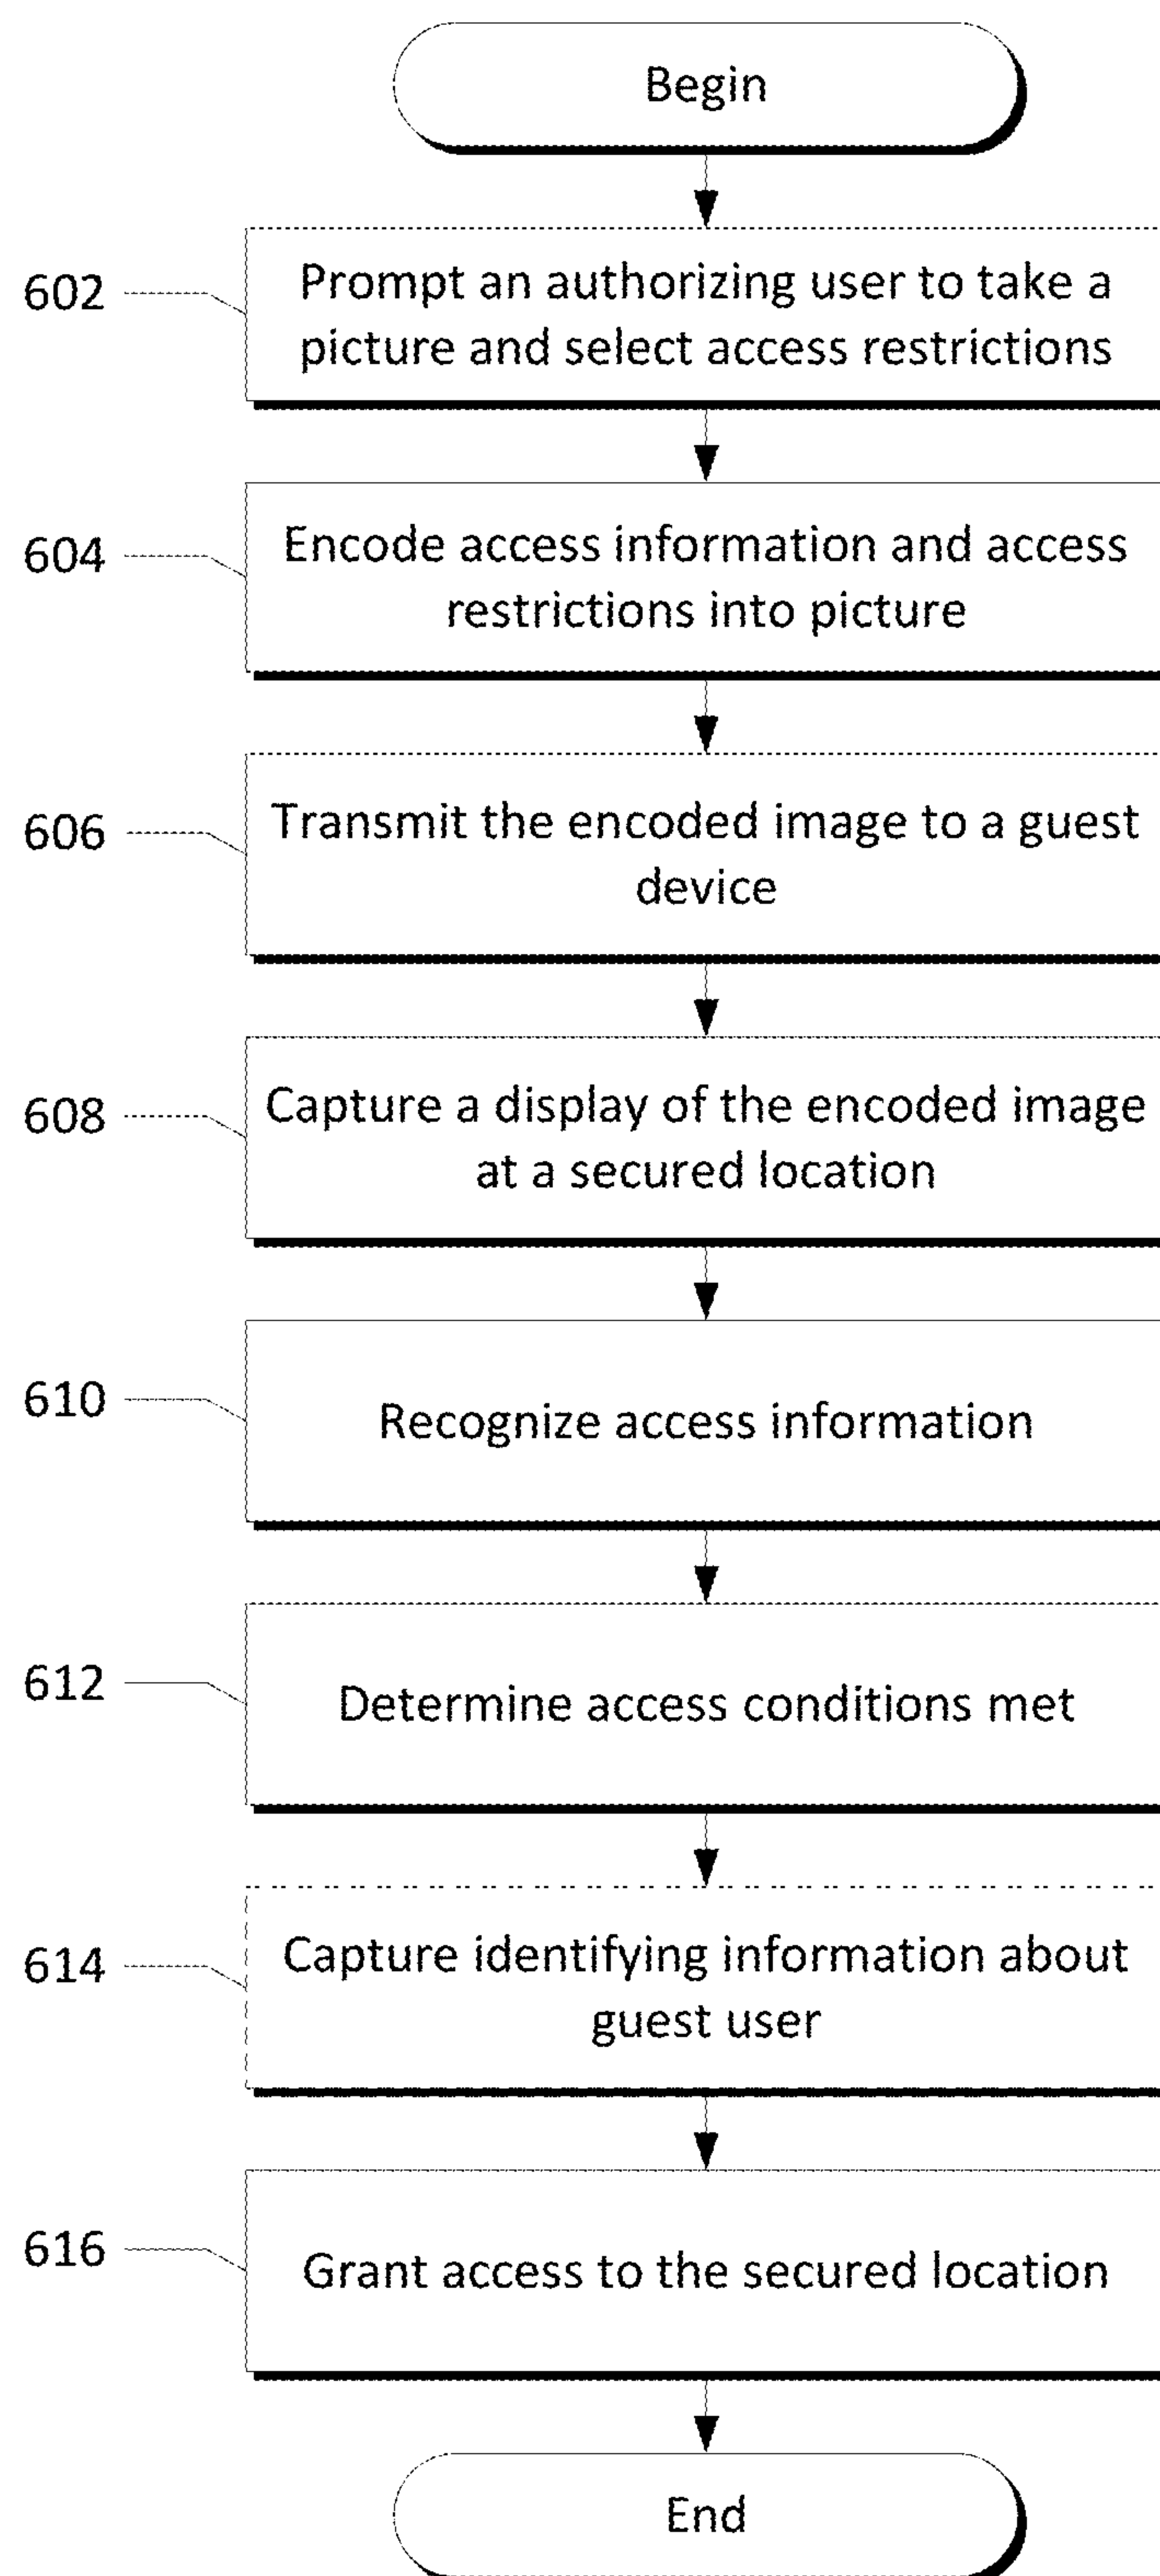 Begin
602
Prompt an authorizing user to take a
picture and select access restrictions
604
Encode access information and access
restrictions into picture
606
Transmit the encoded image to a guest
device
608
Capture a display of the encoded image
at a secured location
610
Recognize access information
612
Determine access conditions met
614
Capture identifying information about
guest user
616
Grant access to the secured location
End